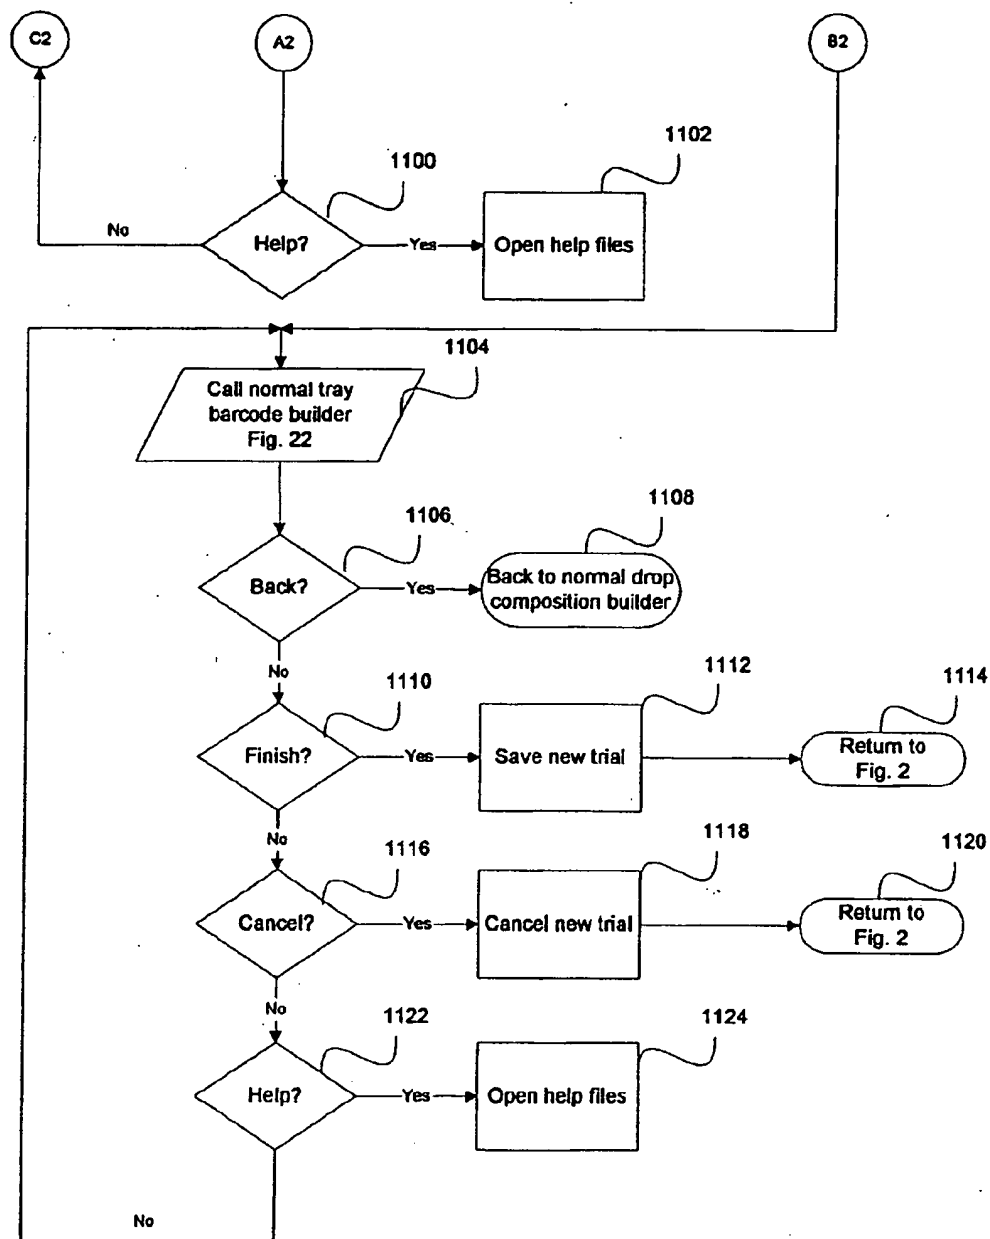 C2
A2
B2
1102
1100
No
Help?
Yes
Open help files
1104
Call normal tray
barcode builder
Fig. 22
1108
1106
Back?
Yes
Back to normal drop
composition builder
No
1110
1112
1114
Finish?
Yes
Save new trial
Return to
Fig. 2
No
1116
1118
1120
Cancel?
Yes
Cancel new trial
Return to
Fig. 2
No
1122
1124
Help?
Yes
Open help files
No